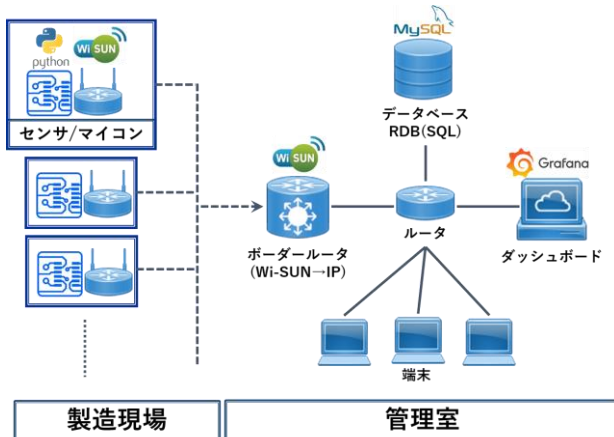 python
Wi SUN
センサ/マイコン
MySQL
データベース
RDB(SQL)
Wi SUN
ボーダールータ
(Wi-SUN→IP)
ルータ
Grafana
ダッシュボード
端末
製造現場
管理室